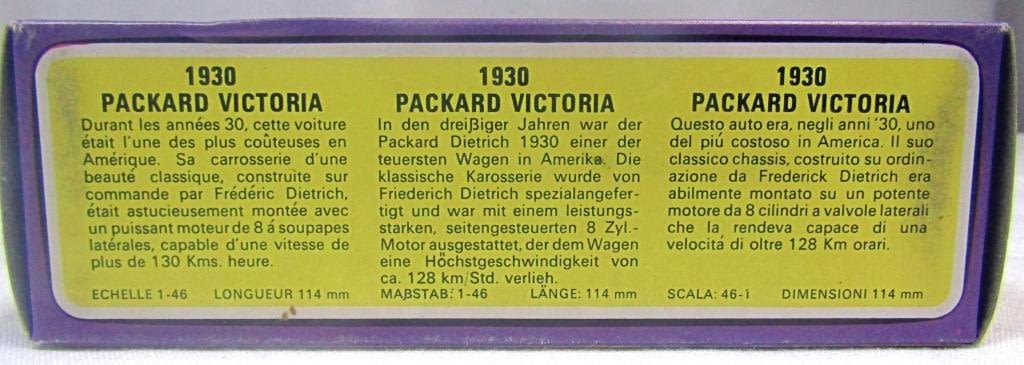 1930
PACKARD VICTORIA
Durant les années 30, cette voiture
était l'une des plus coûteuses en
Amérique. Sa carrosserie d'une
beauté classique, construite sur
commande par Frédéric Dietrich,
était astucieusement montée avec
un puissant moteur de 8 á soupapes
latérales, capable d'une vitesse de
plus de 130 Kms. heure.
ECHELLE 1-46 LONGUEUR 114 mm
1930
PACKARD VICTORIA
In den dreißiger Jahren war der
Packard Dietrich 1930 einer der
teuersten Wagen in Amerika. Die
klassische Karosserie wurde von
Friederich Dietrich spezialangefer-
tigt und war mit einem leistungs-
starken, seitengesteuerten 8 Zyl.-
Motor ausgestattet, der dem Wagen
eine Höchstgeschwindigkeit von
ca. 128 km/Std. verlieh.
MAßSTAB: 1-46 LÄNGE: 114 mm
1930
PACKARD VICTORIA
Questo auto era, negli anni '30, uno
del piú costoso in America. Il suo
classico chassis, costruito su ordin-
azione da Frederick Dietrich era
abilmente montato su un potente
motore da 8 cilindri a valvole laterali
che la rendeva capace di una
velocitá di oltre 128 Km orari.
SCALA: 46-1 DIMENSIONI 114 mm